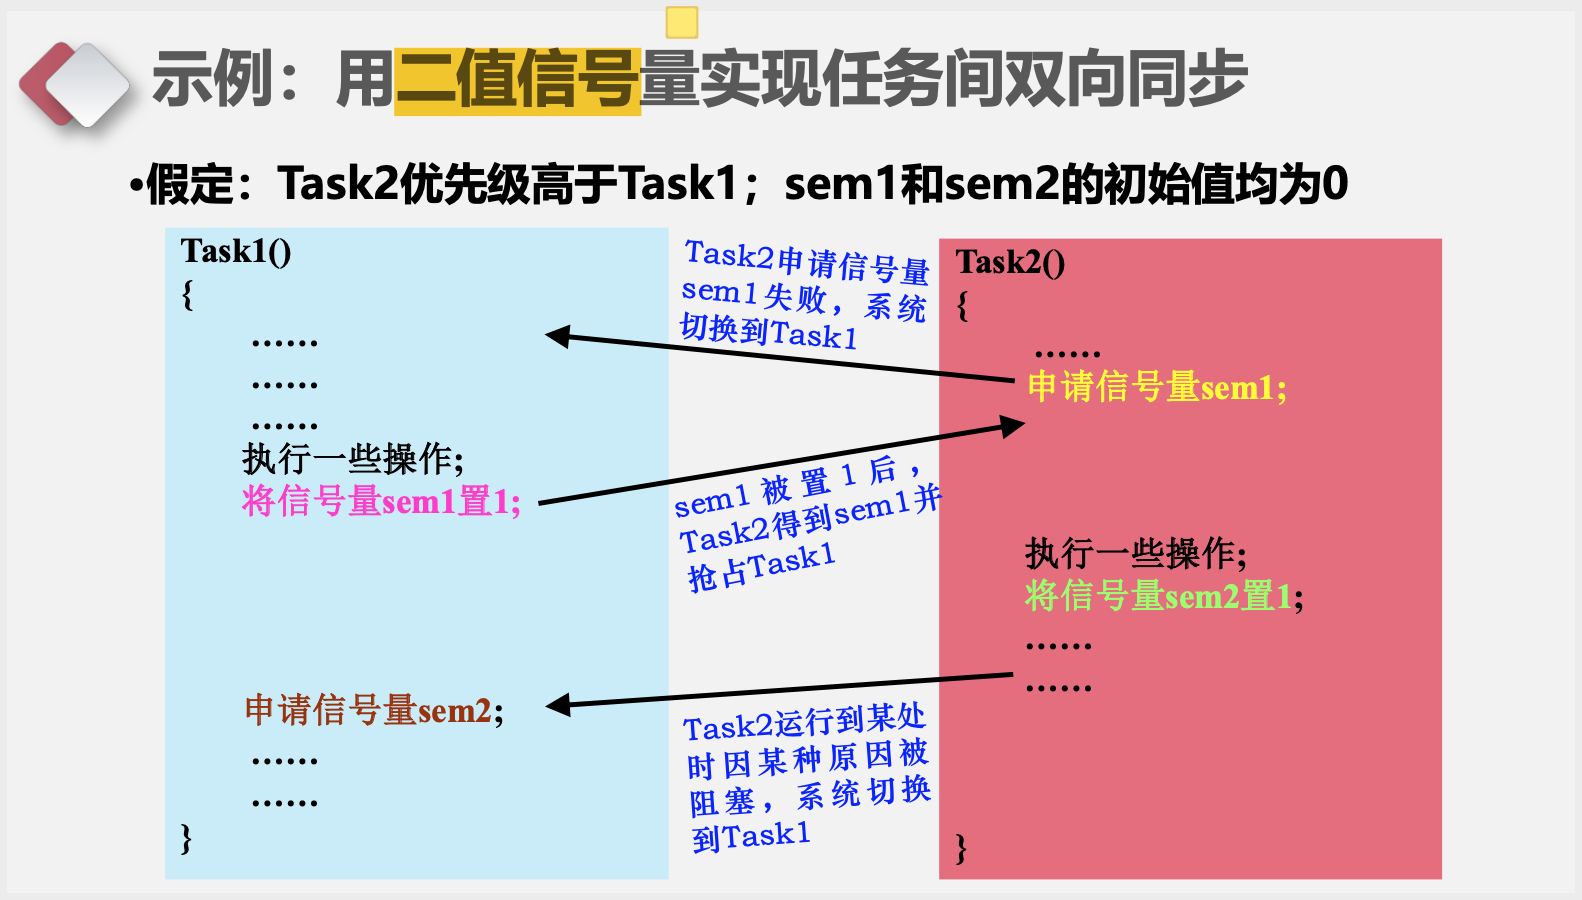 示例：用二值信号量实现任务间双向同步
•假定：Task2优先级高于Task1；sem1和sem2的初始值均为0
Task1()
{
……
……
……
执行一些操作;
将信号量sem1置1;
申请信号量sem2;
……
……
}
Task2申请信号量
sem1失败，系统
切换到Task1
sem1被置1后，
Task2得到sem1并
抢占Task1
Task2运行到某处
时因某种原因被
阻塞，系统切换
到Task1
Task2()
{
……
申请信号量sem1;
执行一些操作;
将信号量sem2置1;
……
……
}